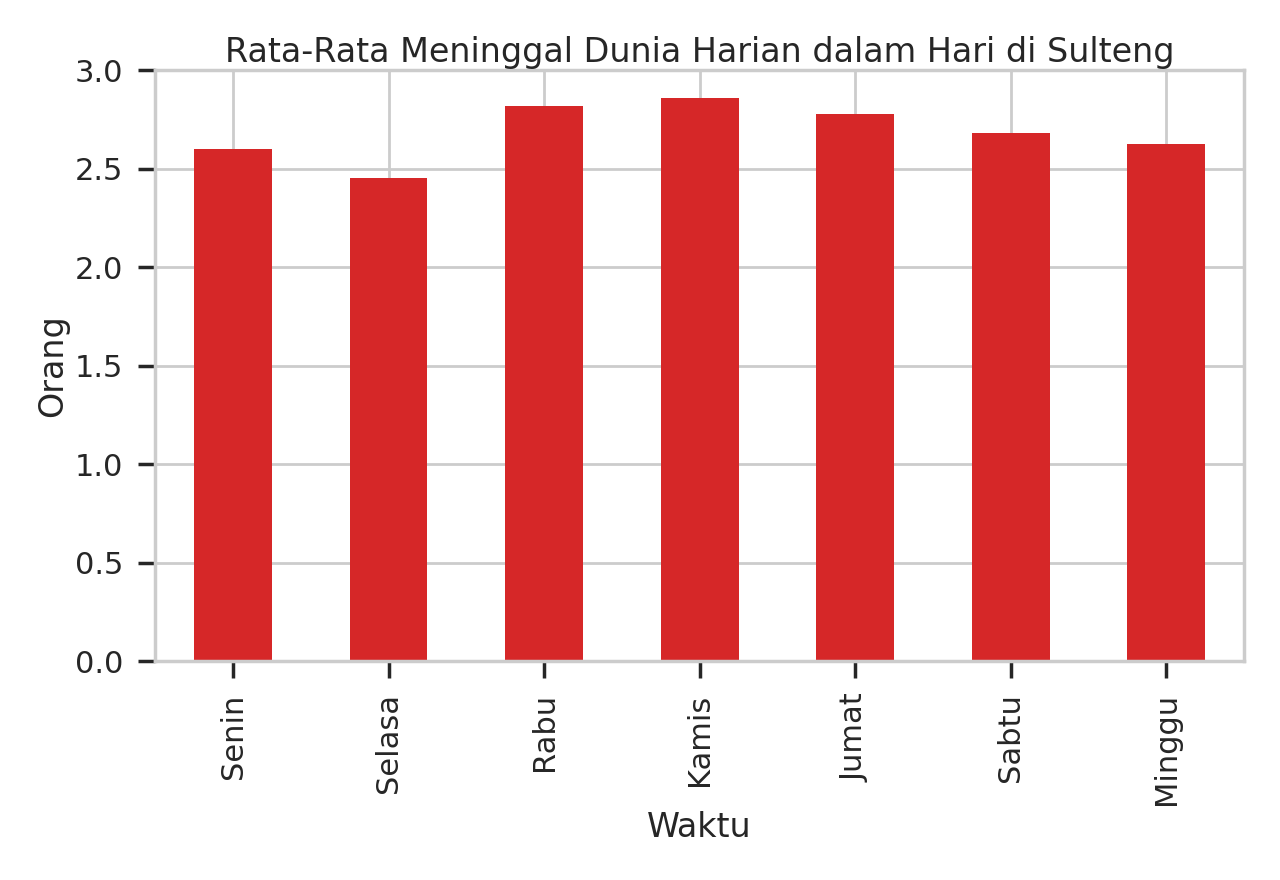 Rata-Rata Meninggal Dunia Harian dalam Hari di Sulteng
3.0
2.5
2.0
1.5
1.0
0.5
0.0
Orang
Senin
Selasa
Rabu
Kamis
Jumat
Sabtu
Minggu
Waktu